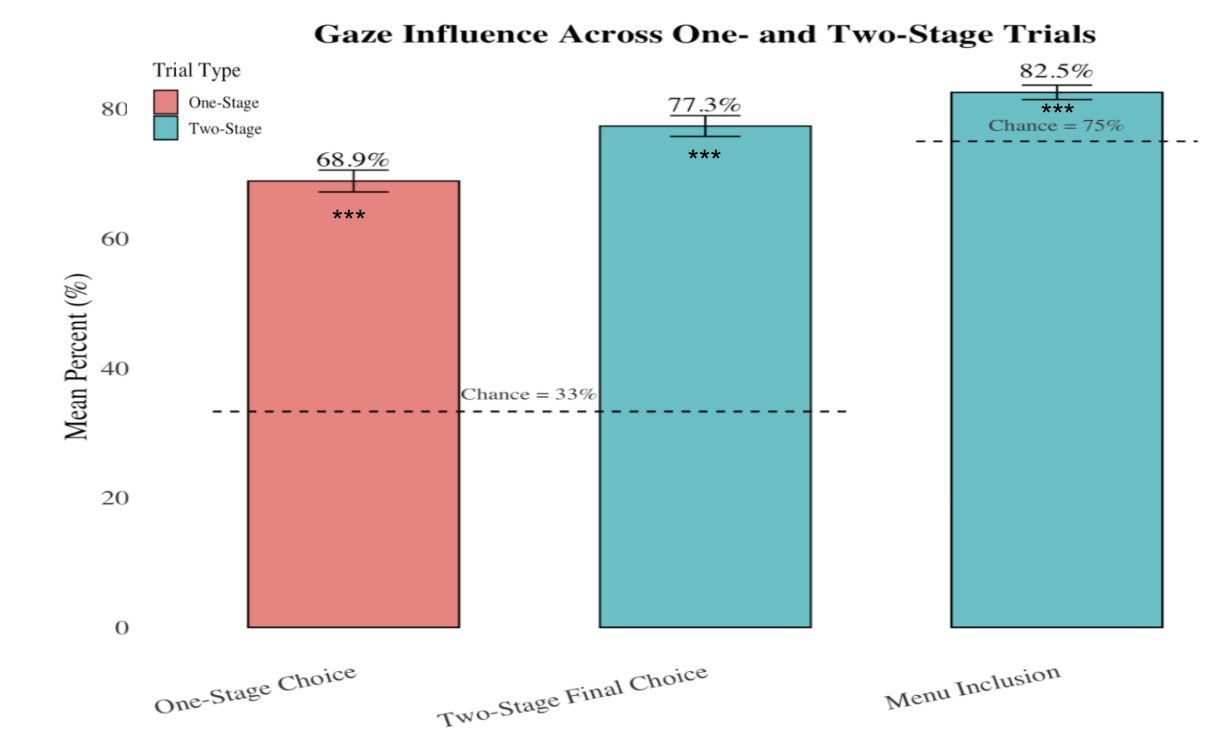 Gaze Influence Across One- and Two-Stage Trials
Trial Type
One-Stage
Two-Stage
82.5%
***
Chance = 75%
77.3%
***
68.9%
***
Chance = 33%
80
60
40
20
0
Mean Percent (%)
One-Stage Choice
Two-Stage Final Choice
Menu Inclusion